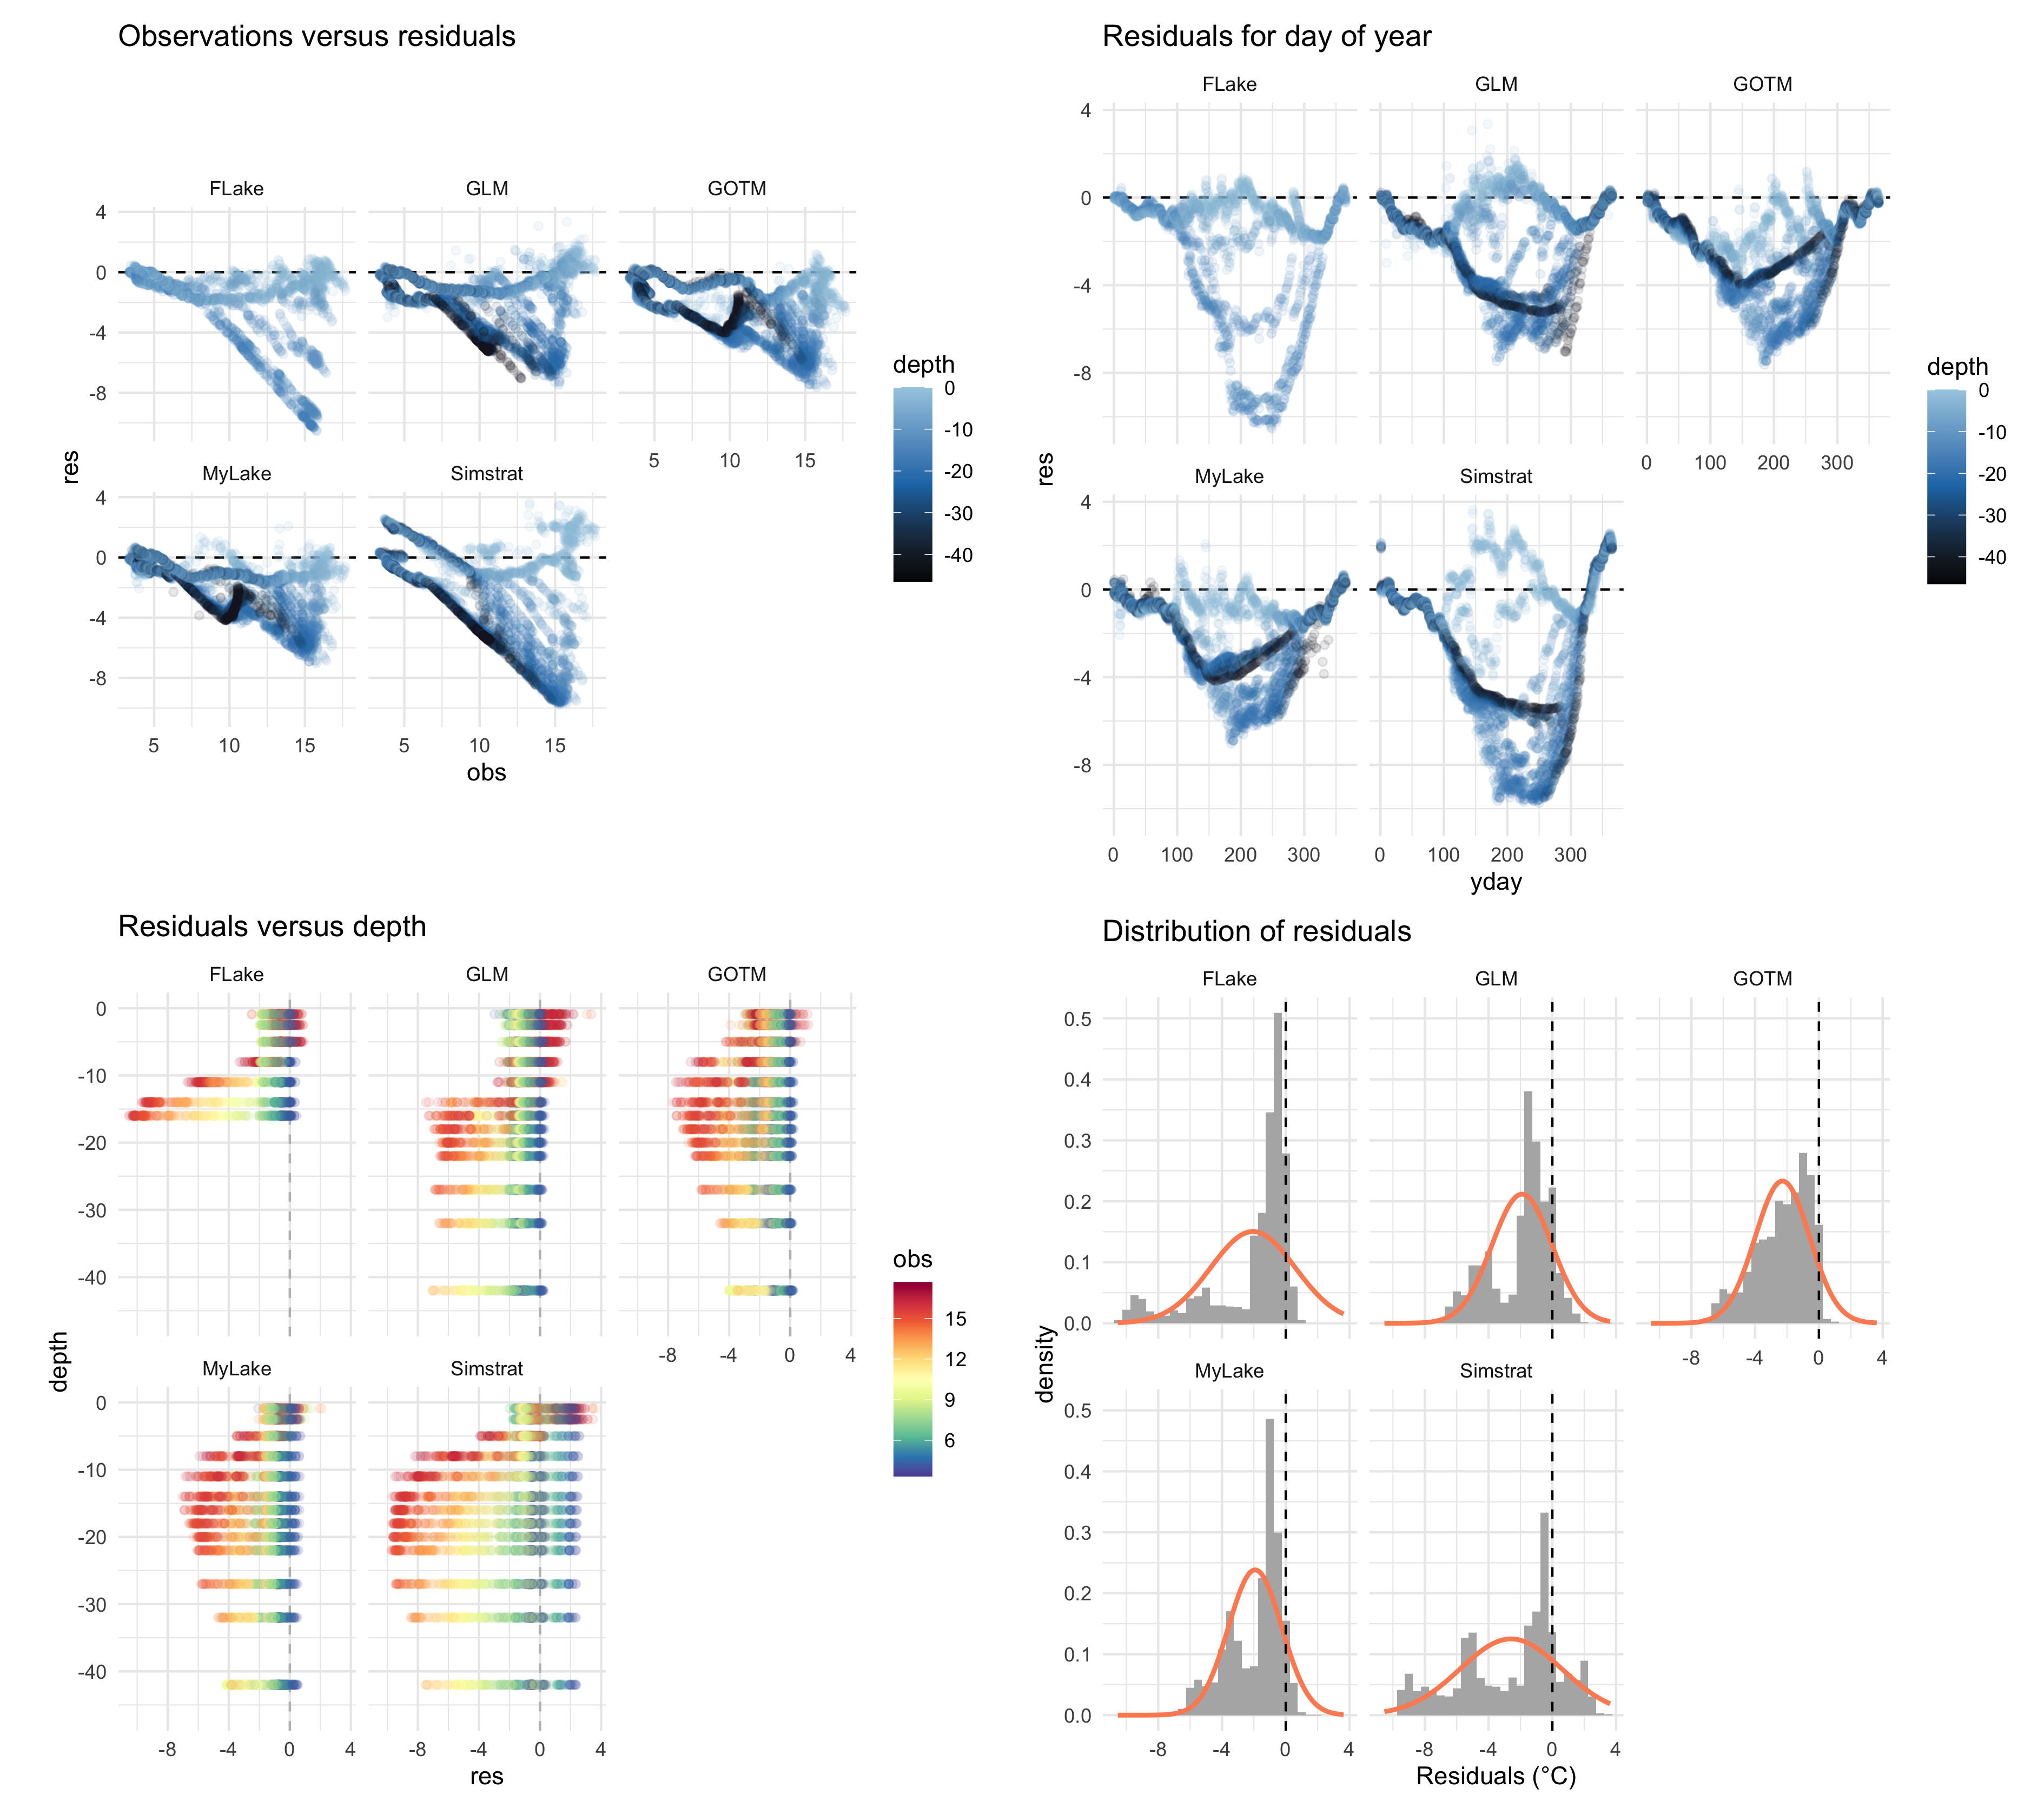 Observations versus residuals
FLake GLM GOTM
4
0
-4
-8
5 10 15
MyLake Simstrat
4
0
-4
-8
5 10 15 5 10 15
res
obs
depth
0
-10
-20
-30
-40
Residuals for day of year
FLake GLM GOTM
4
0
-4
-8
0 100 200 300
MyLake Simstrat
4
0
-4
-8
0 100 200 300 0 100 200 300
res
yday
depth
0
-10
-20
-30
-40
Residuals versus depth
FLake GLM GOTM
0
-10
-20
-30
-40
-8 -4 0 4
MyLake Simstrat
0
-10
-20
-30
-40
-8 -4 0 4 -8 -4 0 4
depth
res
obs
15
12
9
6
Distribution of residuals
FLake GLM GOTM
0.5
0.4
0.3
0.2
0.1
0.0
-8 -4 0 4
MyLake Simstrat
0.5
0.4
0.3
0.2
0.1
0.0
-8 -4 0 4 -8 -4 0 4
density
Residuals (°C)